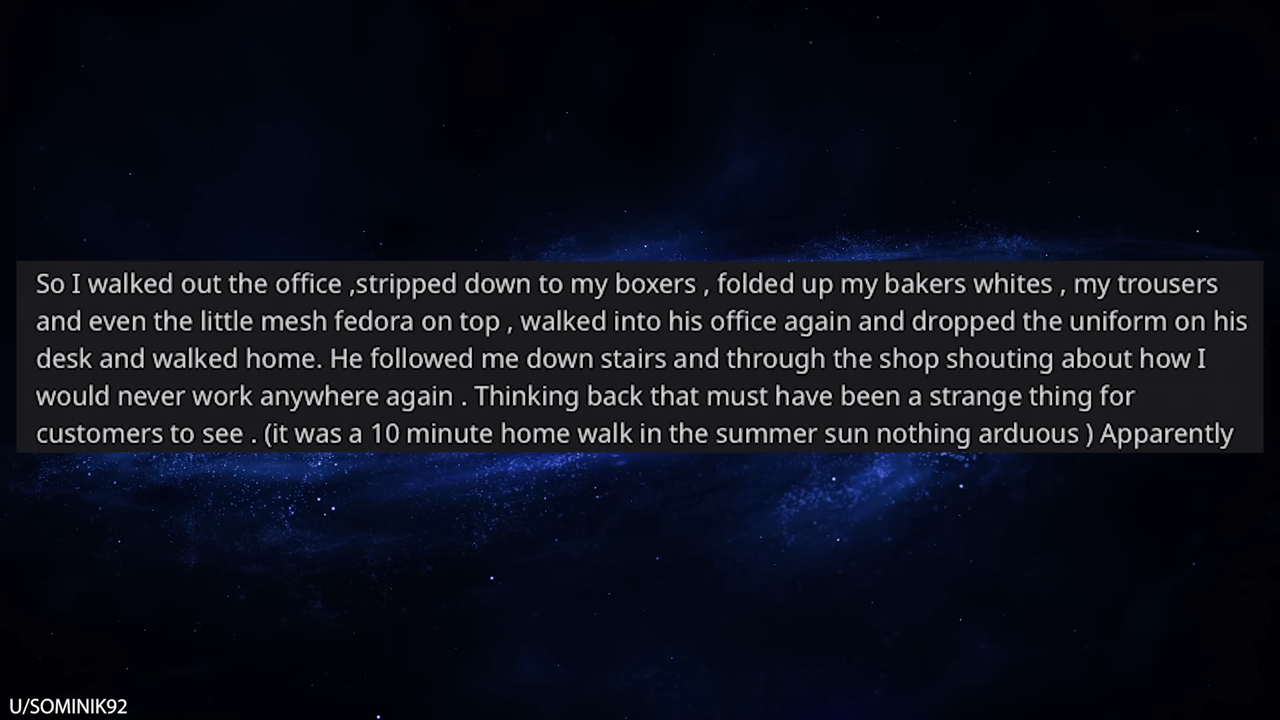 So I walked out the office ,stripped down to my boxers , folded up my bakers whites , my trousers
and even the little mesh fedora on top , walked into his office again and dropped the uniform on his
desk and walked home. He followed me down stairs and through the shop shouting about how I
would never work anywhere again . Thinking back that must have been a strange thing for
customers to see . (it was a 10 minute home walk in the summer sun nothing arduous ) Apparently
U/SOMINIK92